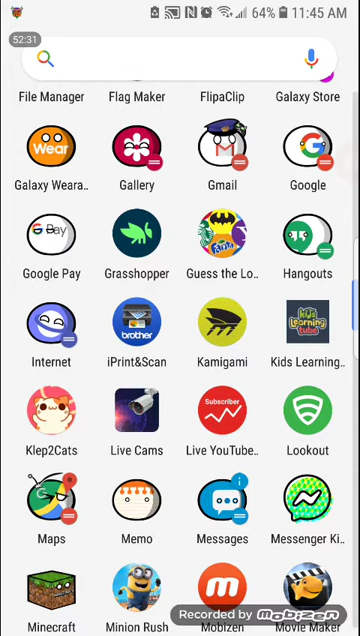 64% 11:45 AM
52:31
File Manager Flag Maker FlipaClip Galaxy Store
Wear
Galaxy Weara.. Gallery Gmail Google
G Pay
Google Pay Grasshopper Guess the Lo.. Hangouts
Fanta
brother
Kids Learning Tube
Internet iPrint&Scan Kamigami Kids Learning..
Subscriber
Klep2Cats Live Cams Live YouTube.. Lookout
Maps Memo Messages Messenger Ki..
Minecraft Minion Rush Mobizen Movie Maker
Recorded by Mobizen